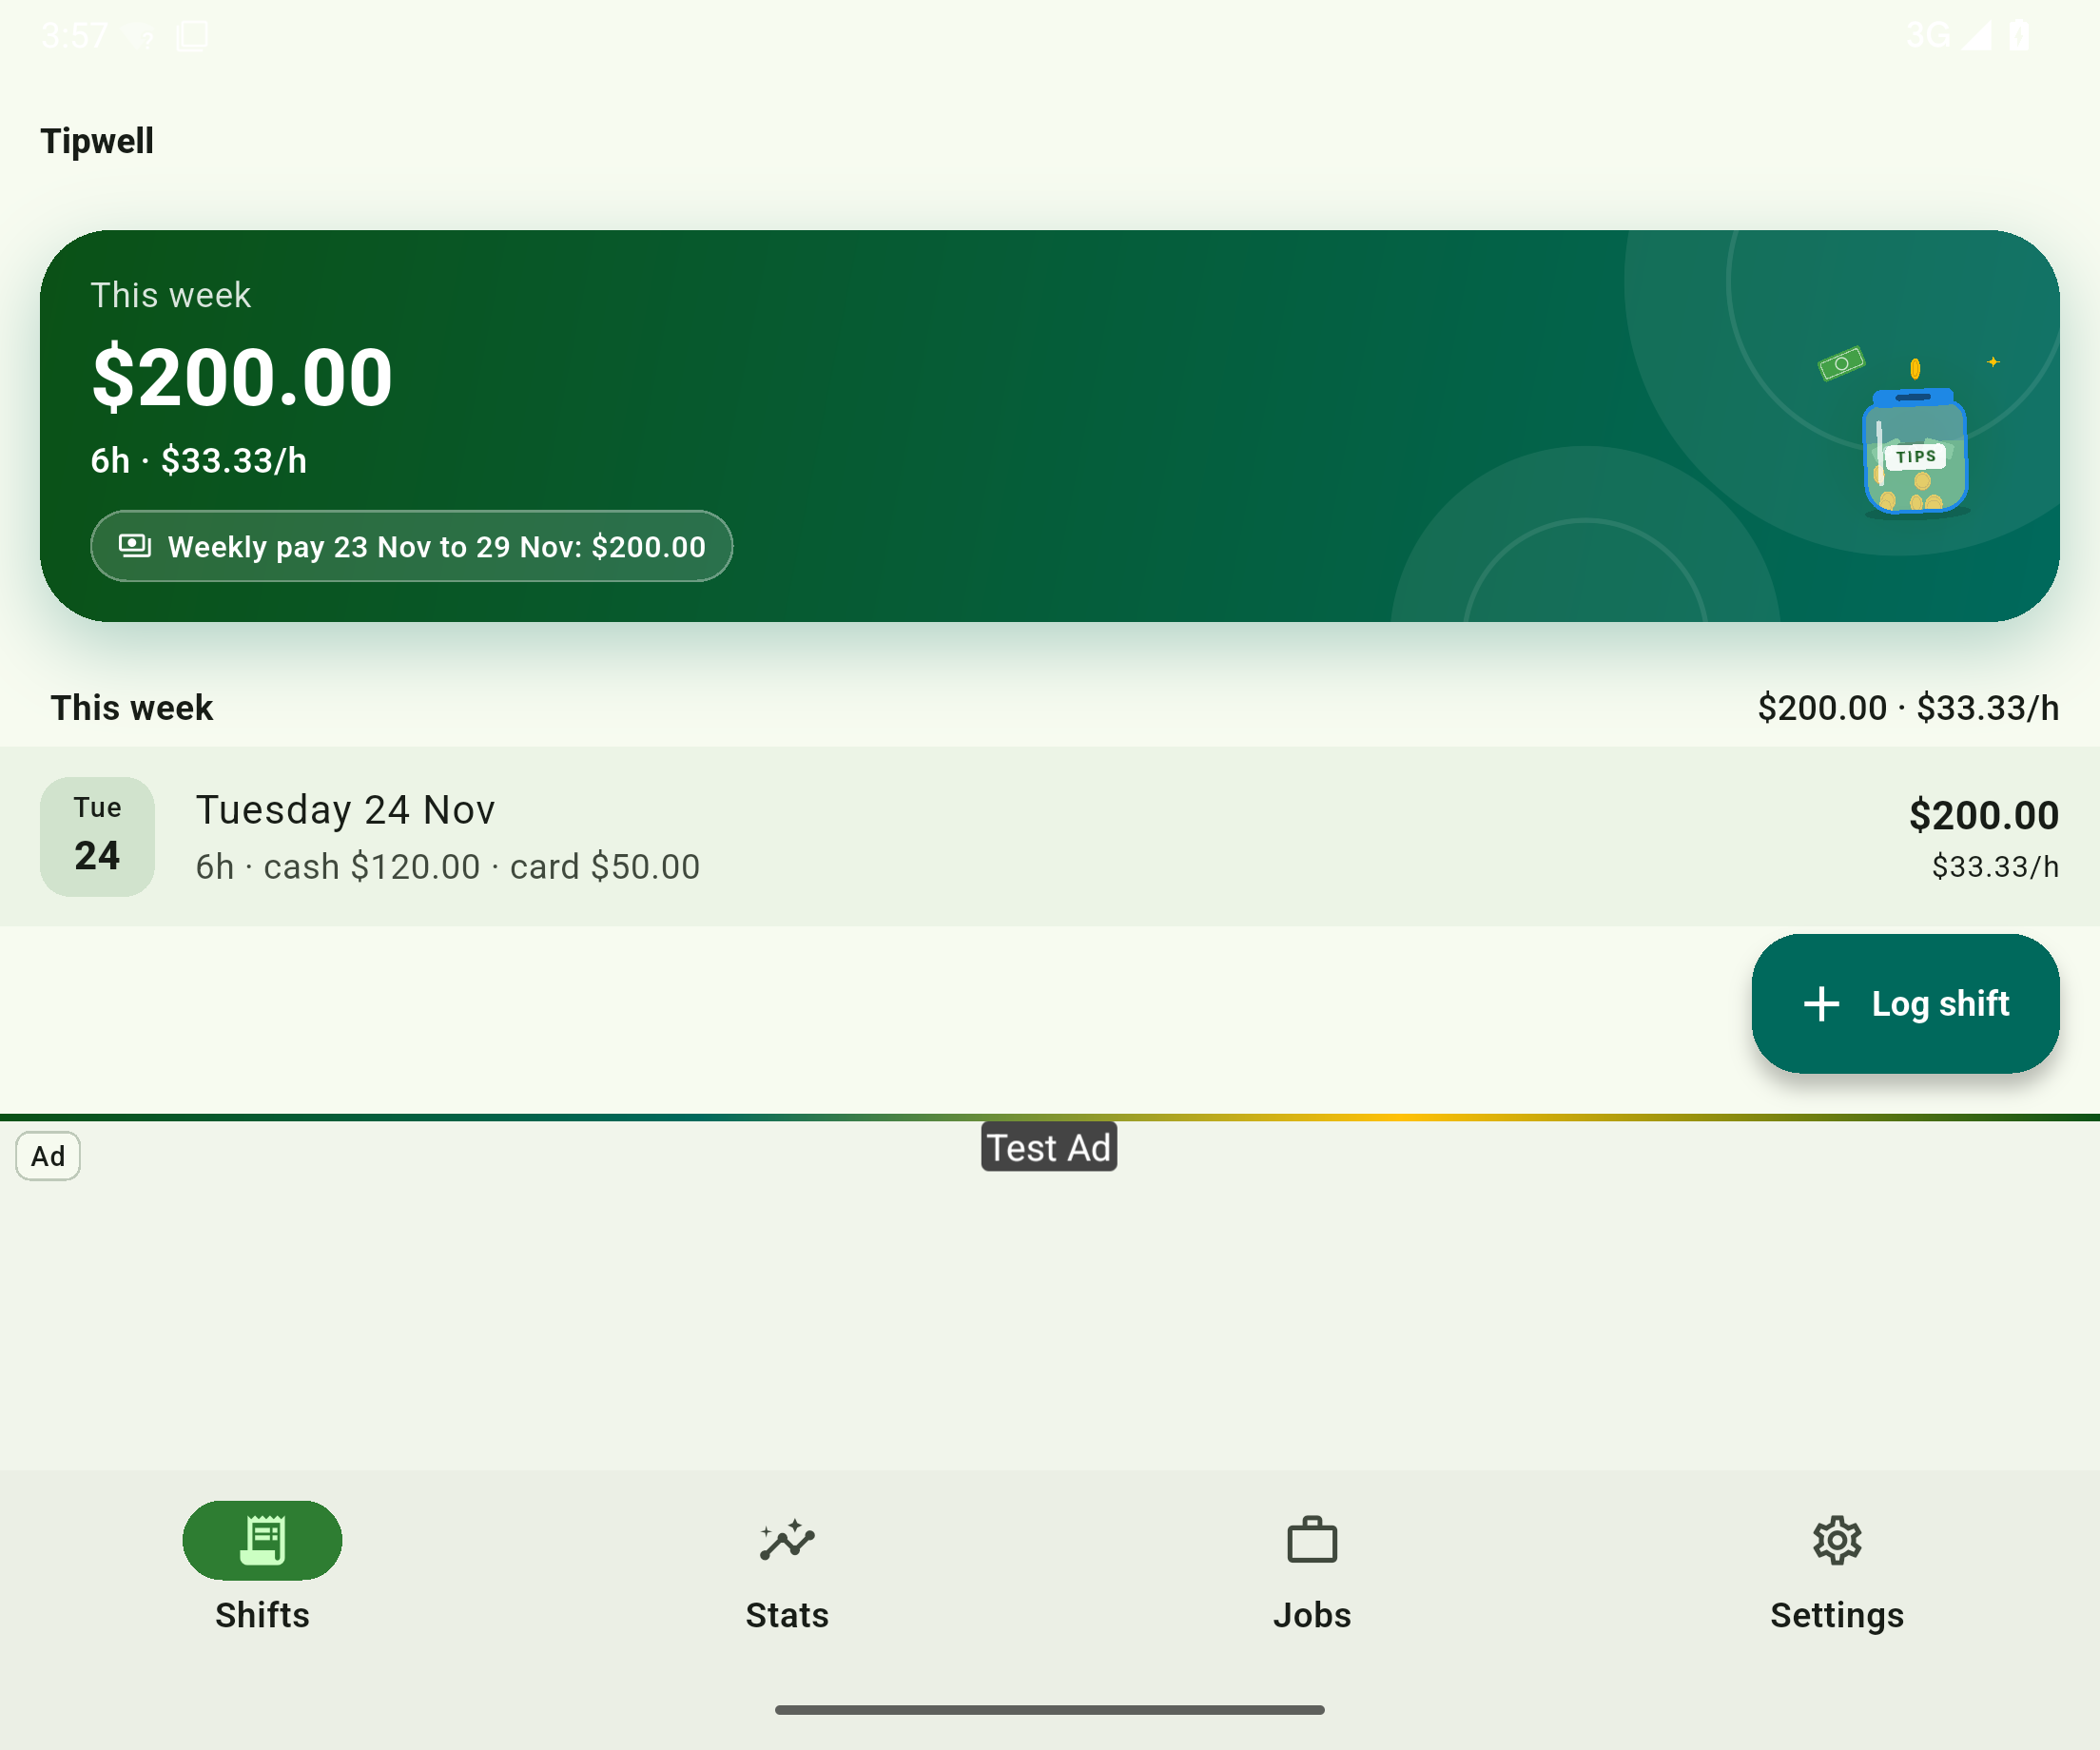 3:57
3G
Tipwell
This week
$200.00
6h · $33.33/h
Weekly pay 23 Nov to 29 Nov: $200.00
TIPS
This week
$200.00 · $33.33/h
Tue
24
Tuesday 24 Nov
6h · cash $120.00 · card $50.00
$200.00
$33.33/h
Log shift
Ad
Test Ad
Shifts
Stats
Jobs
Settings